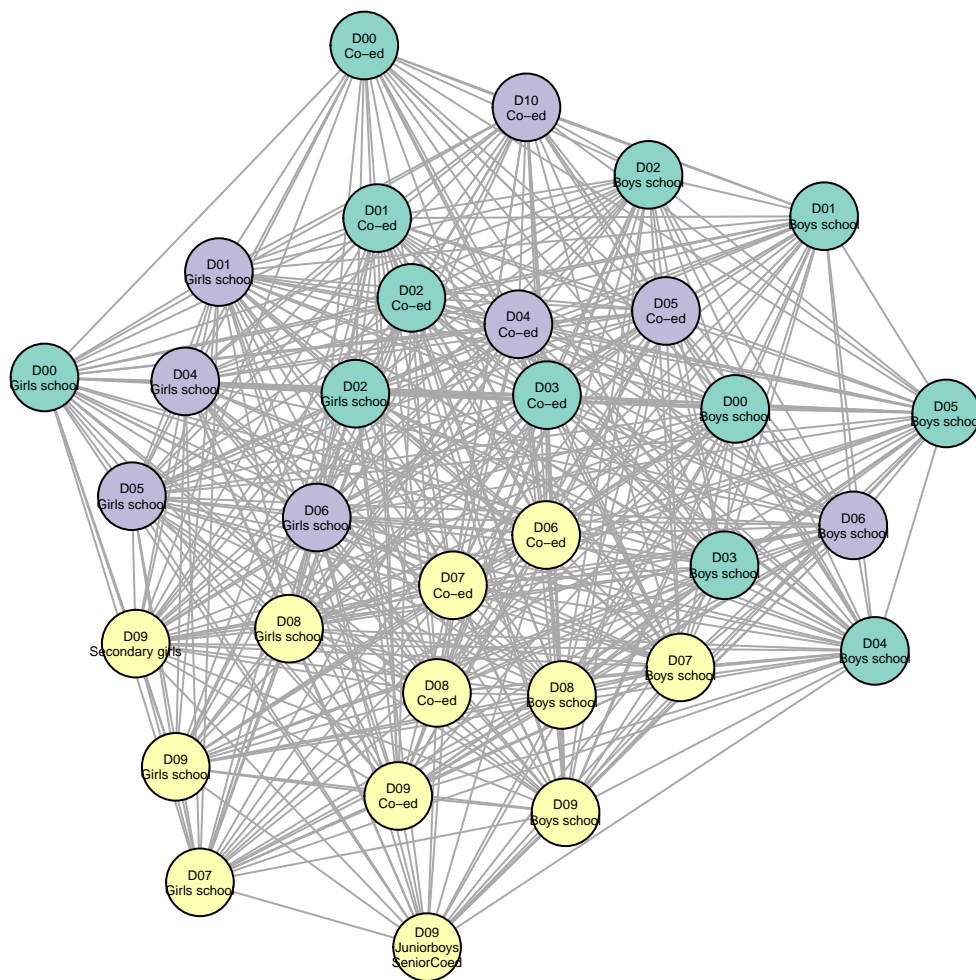 D00
Co−ed
D10
Co−ed
D02
Boys school
D01
Co−ed
D01
Boys school
D01
Girls school
D02
Co−ed
D04
Co−ed
D05
Co−ed
D00
Girls school
D04
Girls school
D02
Girls school
D03
Co−ed
D00
Boys school
D05
Boys school
D05
Girls school
D06
Girls school
D06
Co−ed
D06
Boys school
D03
Boys school
D07
Co−ed
D09
Secondary girls
D08
Girls school
D04
Boys school
D07
Boys school
D08
Co−ed
D08
Boys school
D09
Girls school
D09
Co−ed
D09
Boys school
D07
Girls school
D09
Juniorboys
SeniorCoed